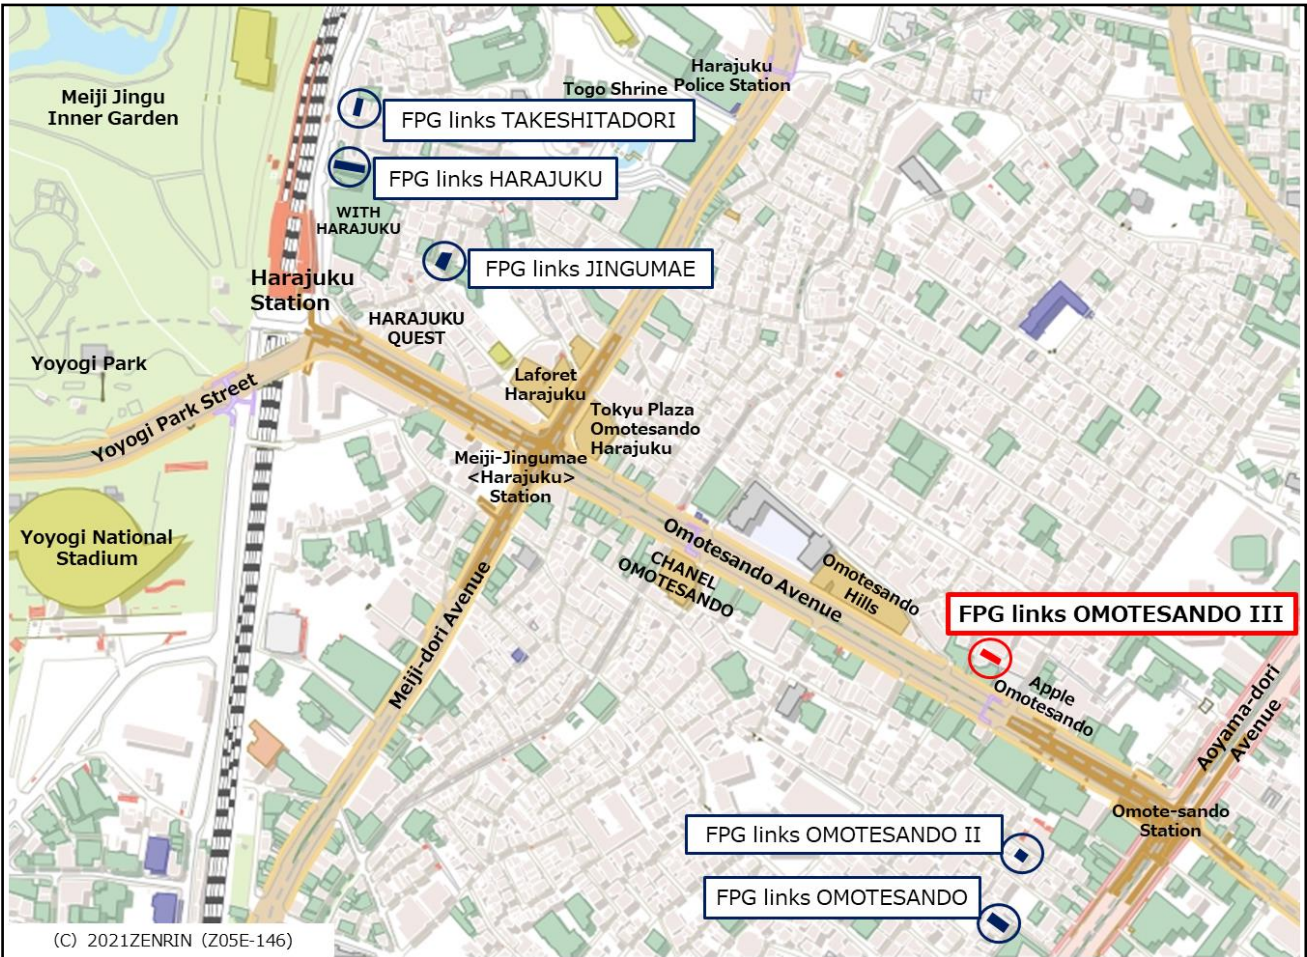 Meiji Jingu
Inner Garden
Togo Shrine
Harajuku
Police Station
FPG links TAKESHITADORI
FPG links HARAJUKU
WITH
HARAJUKU
FPG links JINGUMAE
Harajuku
Station
HARAJUKU
QUEST
Yoyogi Park
Yoyogi Park Street
Laforet
Harajuku
Tokyu Plaza
Omotesando
Harajuku
Meiji-Jingumae
<Harajuku>
Station
Yoyogi National
Stadium
Meiji-dori Avenue
Omotesando Avenue
CHANEL
OMOTESANDO
Omotesando
Hills
FPG links OMOTESANDO III
Apple
Omotesando
Aoyama-dori
Avenue
Omote-sando
Station
FPG links OMOTESANDO II
FPG links OMOTESANDO
(C) 2021ZENRIN (Z05E-146)